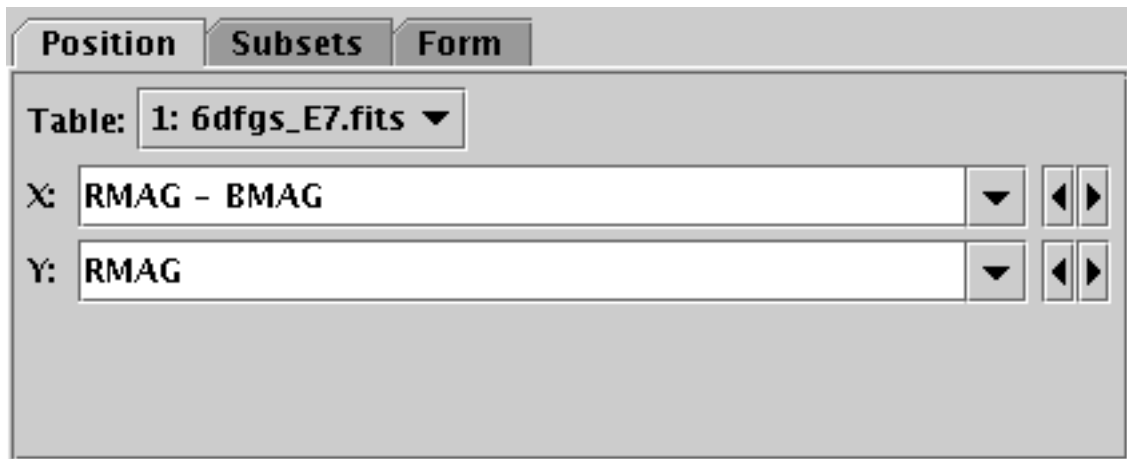 Position Subsets Form
Table: 1: 6dfgs_E7.fits
X: RMAG - BMAG
Y: RMAG